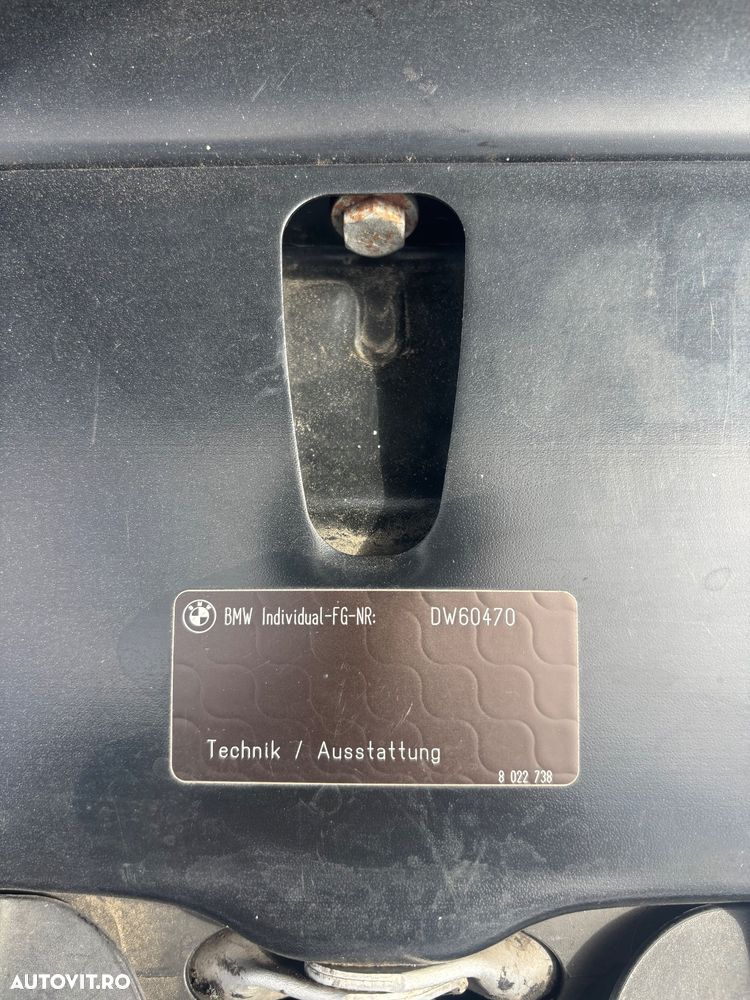 BMW Individual-FG-NR: DW60470
Technik / Ausstattung
8 022 738
AUTOVIT.RO